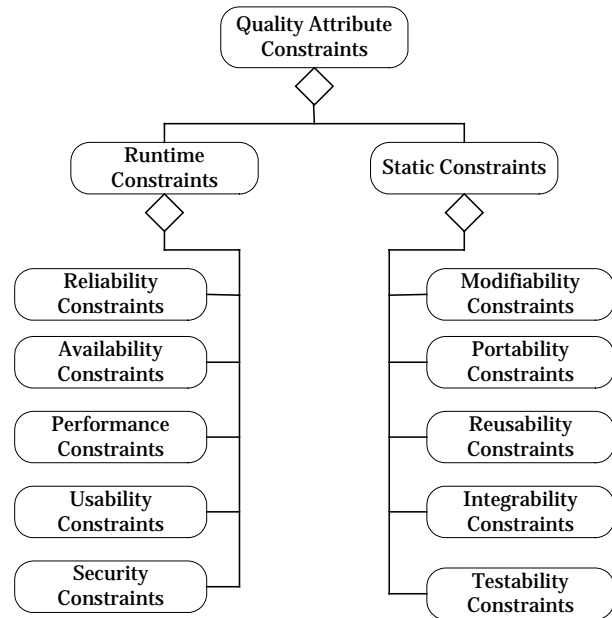 Quality Attribute
Constraints
Runtime
Constraints
Static Constraints
Reliability
Constraints
Availability
Constraints
Performance
Constraints
Usability
Constraints
Security
Constraints
Modifiability
Constraints
Portability
Constraints
Reusability
Constraints
Integrability
Constraints
Testability
Constraints